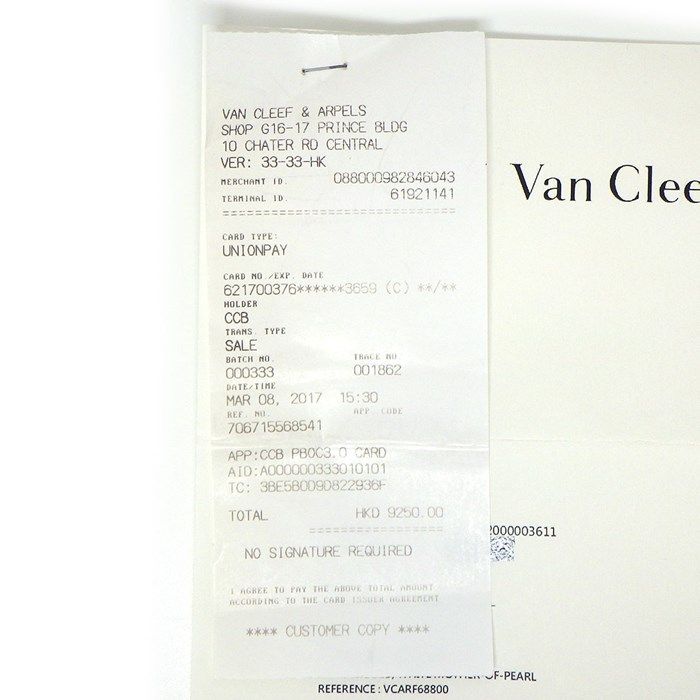 VAN CLEEF & ARPELS
SHOP G16-17 PRINCE BLDG
10 CHATER RD CENTRAL
VER: 33-33-HK
MERCHANT ID. 088000982846043
TERMINAL ID. 61921141
============================
CARD TYPE:
UNIONPAY
CARD NO./EXP. DATE
621700376******3659 (C) **/**
HOLDER
CCB
TRANS. TYPE
SALE
BATCH NO. TRACE NO
000333 001862
DATE/TIME
MAR 08, 2017 15:30
REF. NO. APP. CODE
706715568541
APP:CCB PBOC3.0 CARD
AID:A000000333010101
TC: 3BE5B0D9D822936F
TOTAL HKD 9250.00
================
NO SIGNATURE REQUIRED
I AGREE TO PAY THE ABOVE TOTAL AMOUNT
ACCORDING TO THE CARD ISSUER AGREEMENT
**** CUSTOMER COPY ****
Van Clee
2000003611
MOTHER-OF-PEARL
REFERENCE : VCARF68800